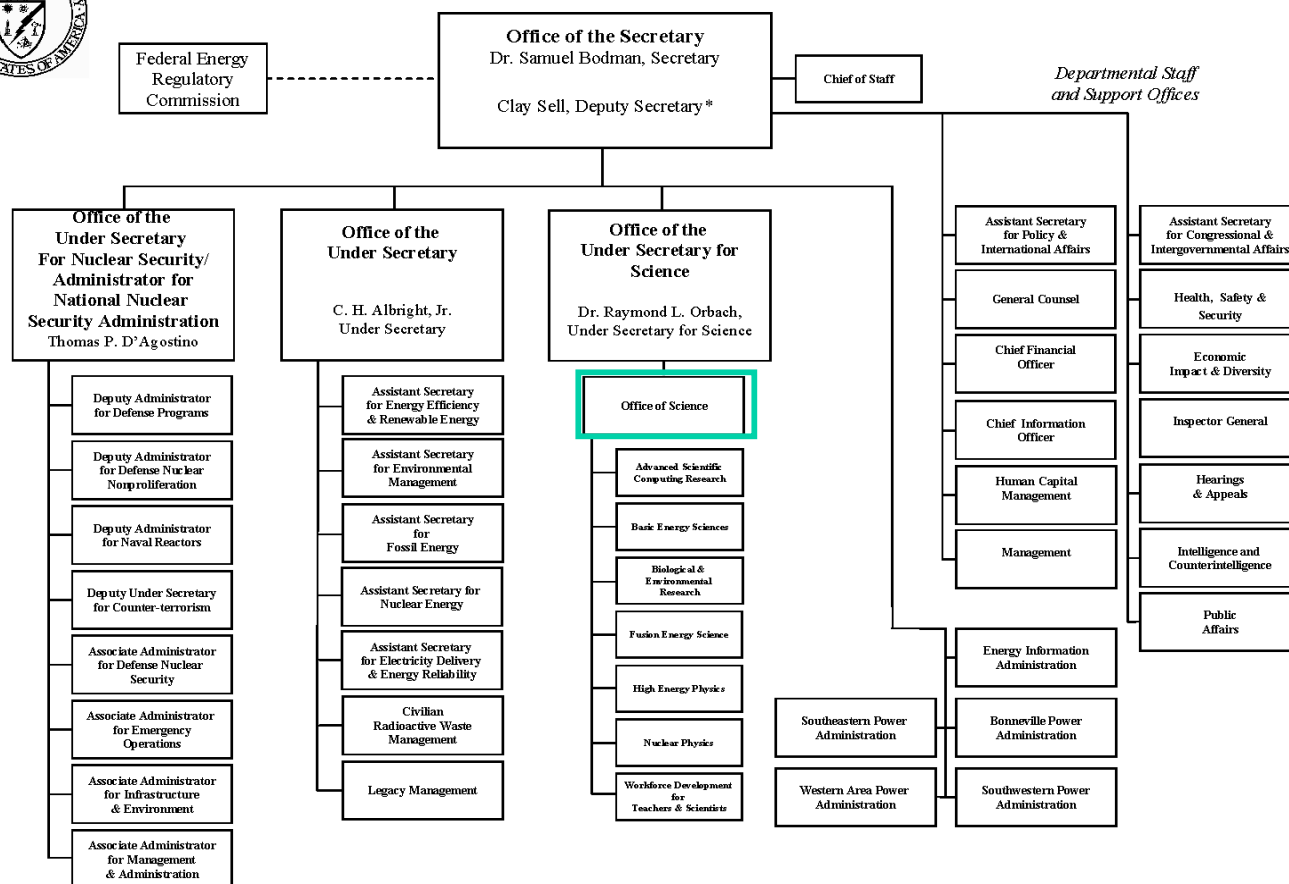 ATES OF AMERICA
Office of the Secretary
Dr. Samuel Bodman, Secretary
Clay Sell, Deputy Secretary*
Federal Energy
Regulatory
Commission
Chief of Staff
Departmental Staff
and Support Offices
Office of the
Under Secretary
For Nuclear Security/
Administrator for
National Nuclear
Security Administration
Thomas P. D’Agostino
Deputy Administrator
for Defense Programs
Deputy Administrator
for Defense Nuclear
Nonproliferation
Deputy Administrator
for Naval Reactors
Deputy Under Secretary
for Counter-terrorism
Associate Administrator
for Defense Nuclear
Security
Associate Administrator
for Emergency
Operations
Associate Administrator
for Infrastructure
& Environment
Associate Administrator
for Management
& Administration
Office of the
Under Secretary
C. H. Albright, Jr.
Under Secretary
Assistant Secretary
for Energy Efficiency
& Renewable Energy
Assistant Secretary
for Environmental
Management
Assistant Secretary
for
Fossil Energy
Assistant Secretary for
Nuclear Energy
Assistant Secretary
for Electricity Delivery
& Energy Reliability
Civilian
Radioactive Waste
Management
Legacy Management
Office of the
Under Secretary for
Science
Dr. Raymond L. Orbach,
Under Secretary for Science
Office of Science
Advanced Scientific
Computing Research
Basic Energy Sciences
Biological &
Environmental
Research
Fusion Energy Science
High Energy Physics
Nuclear Physics
Workforce Development
for
Teachers & Scientists
Assistant Secretary
for Policy &
International Affairs
General Counsel
Chief Financial
Officer
Chief Information
Officer
Human Capital
Management
Management
Assistant Secretary
for Congressional &
Intergovernmental Affairs
Health, Safety &
Security
Economic
Impact & Diversity
Inspector General
Hearings
& Appeals
Intelligence and
Counterintelligence
Public
Affairs
Energy Information
Administration
Southeastern Power
Administration
Bonneville Power
Administration
Western Area Power
Administration
Southwestern Power
Administration